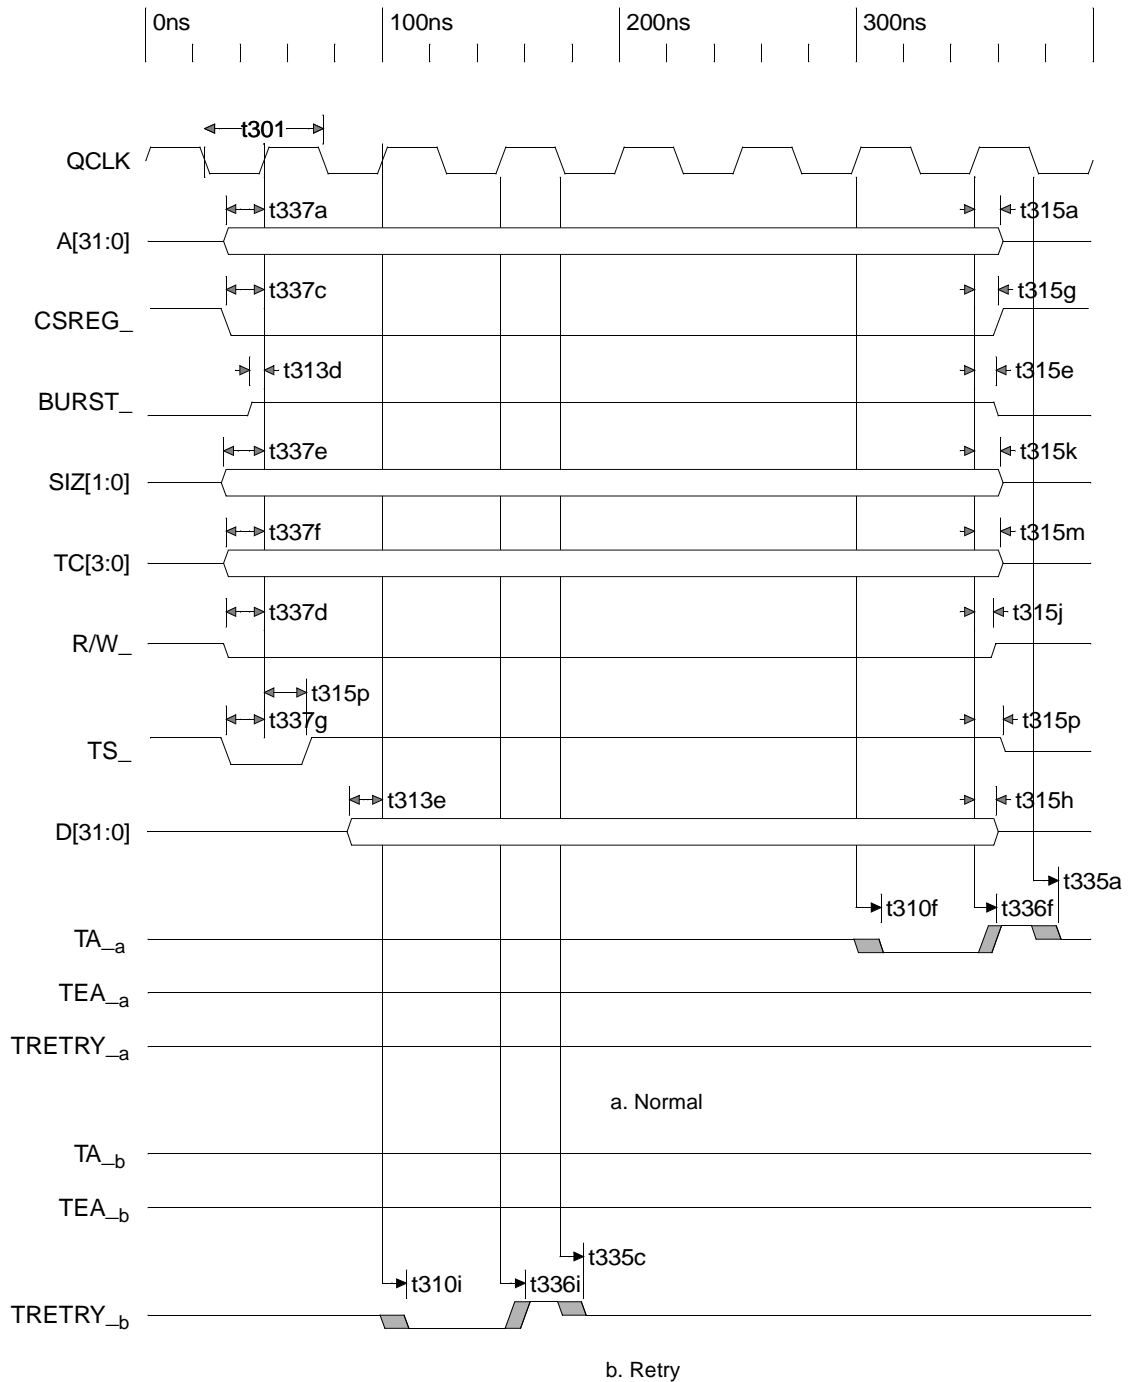 0ns 100ns 200ns 300ns
t301
QCLK
t337a t315a
A[31:0]
t337c t315g
CSREG_
t313d t315e
BURST_
t337e t315k
SIZ[1:0]
t337f t315m
TC[3:0]
t337d t315j
R/W_
t315p
t337g t315p
TS_
t313e t315h
D[31:0]
t335a
t310f t336f
TA_a
TEA_a
TRETRY_a
a. Normal
TA_b
TEA_b
t335c
t310i t336i
TRETRY_b
b. Retry